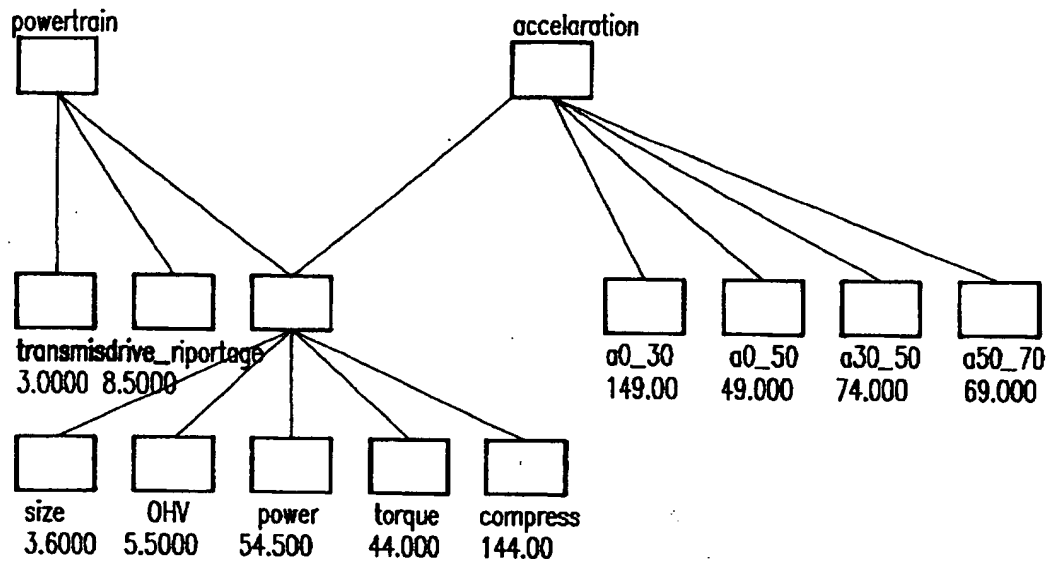 powertrain accelaration
transmisdrive_riportage a0_30 a0_50 a30_50 a50_70
3.0000 8.5000 149.00 49.000 74.000 69.000
size OHV power torque compress
3.6000 5.5000 54.500 44.000 144.00